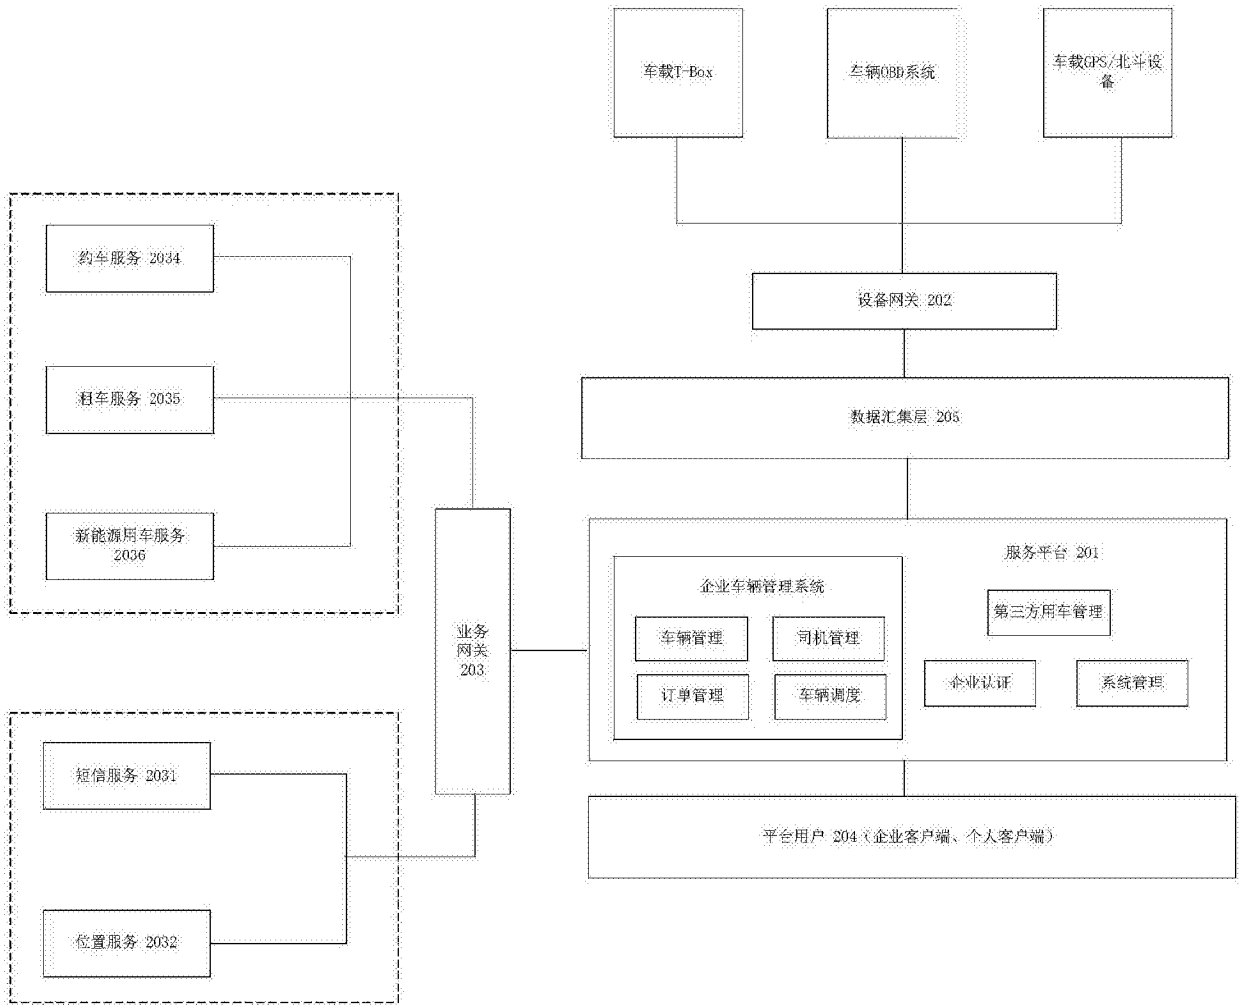 车载T-Box
车辆OBD系统
车载GPS/北斗设
备
约车服务 2034
租车服务 2035
新能源用车服务
2036
设备网关 202
数据汇集层 205
服务平台 201
企业车辆管理系统
第三方用车管理
车辆管理
司机管理
订单管理
车辆调度
企业认证
系统管理
业务
网关
203
短信服务 2031
位置服务 2032
平台用户 204（企业客户端、个人客户端）